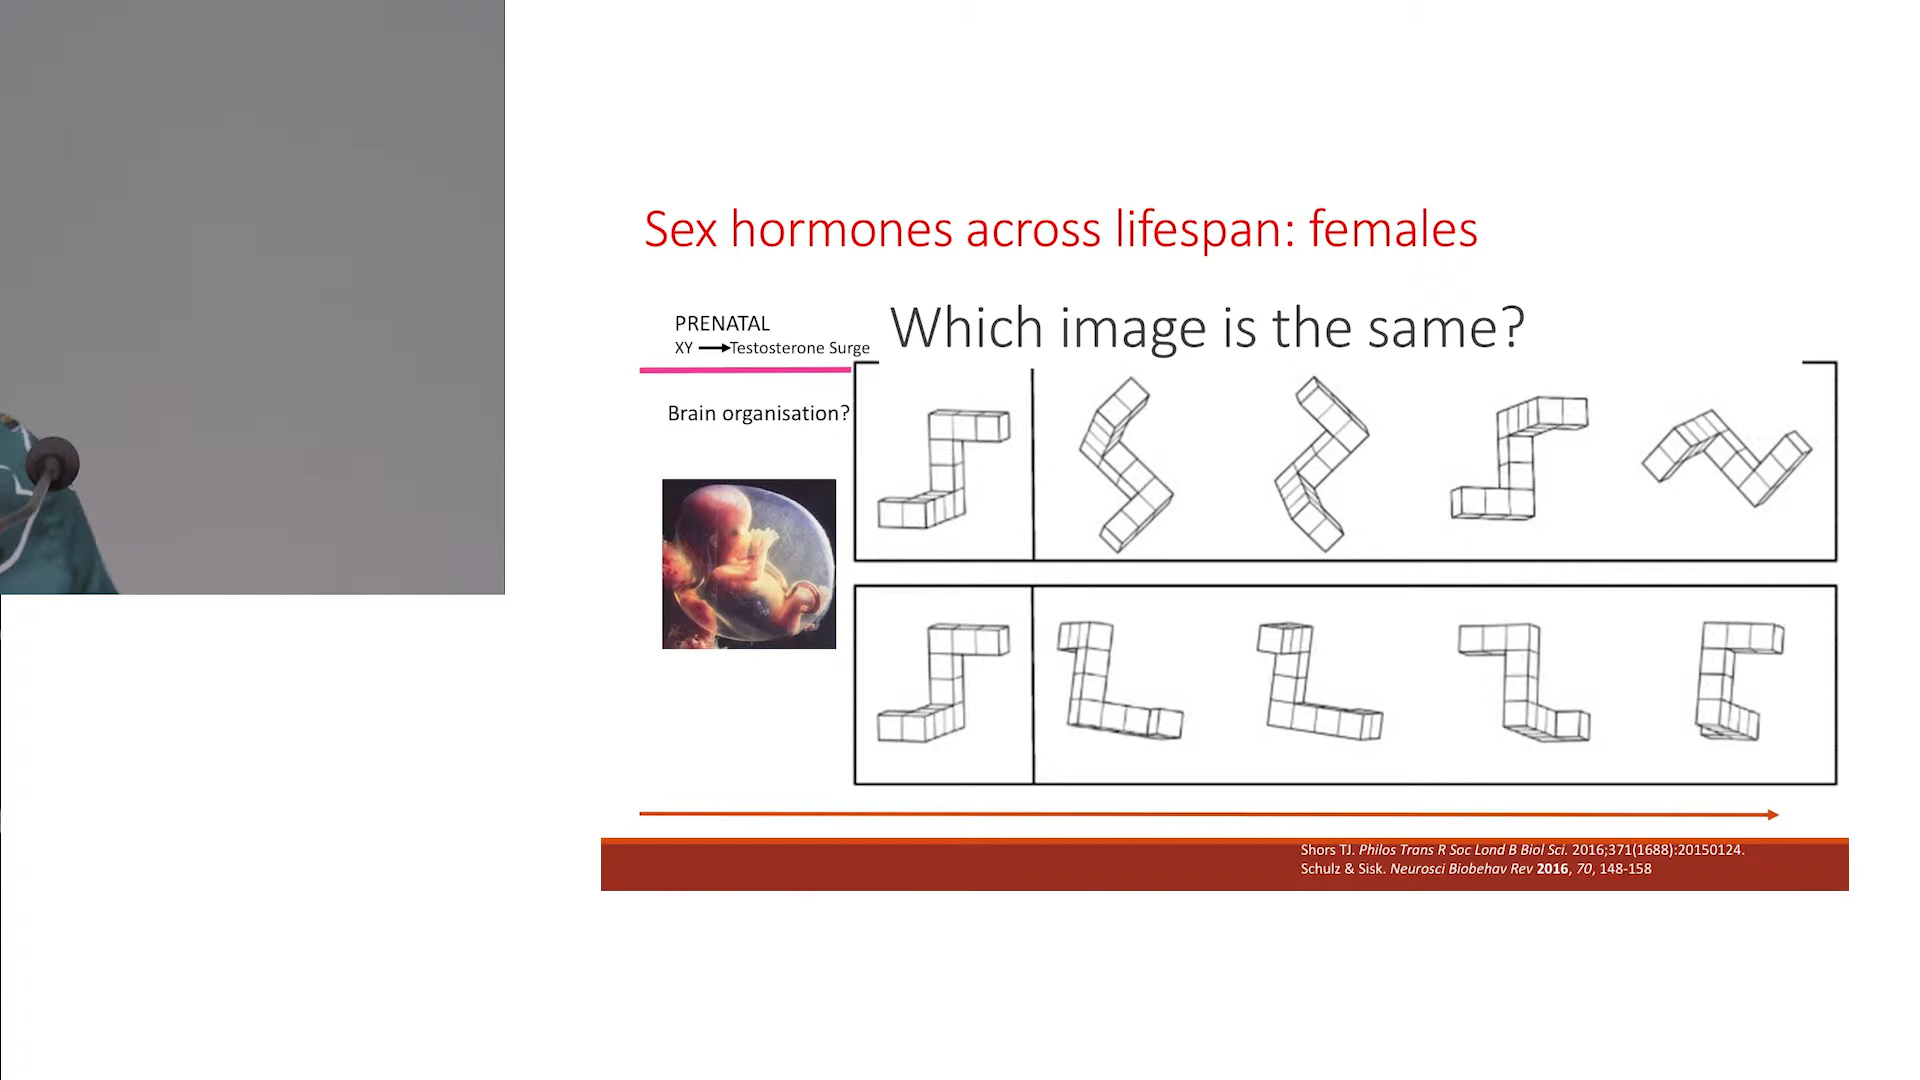 Sex hormones across lifespan: females
Which image is the same?
PRENATAL
XY Testosterone Surge
Brain organisation?
Shors TJ. Philos Trans R Soc Lond B Biol Sci. 2016;371(1688):20150124.
Schulz & Sisk. Neurosci Biobehav Rev 2016, 70, 148-158